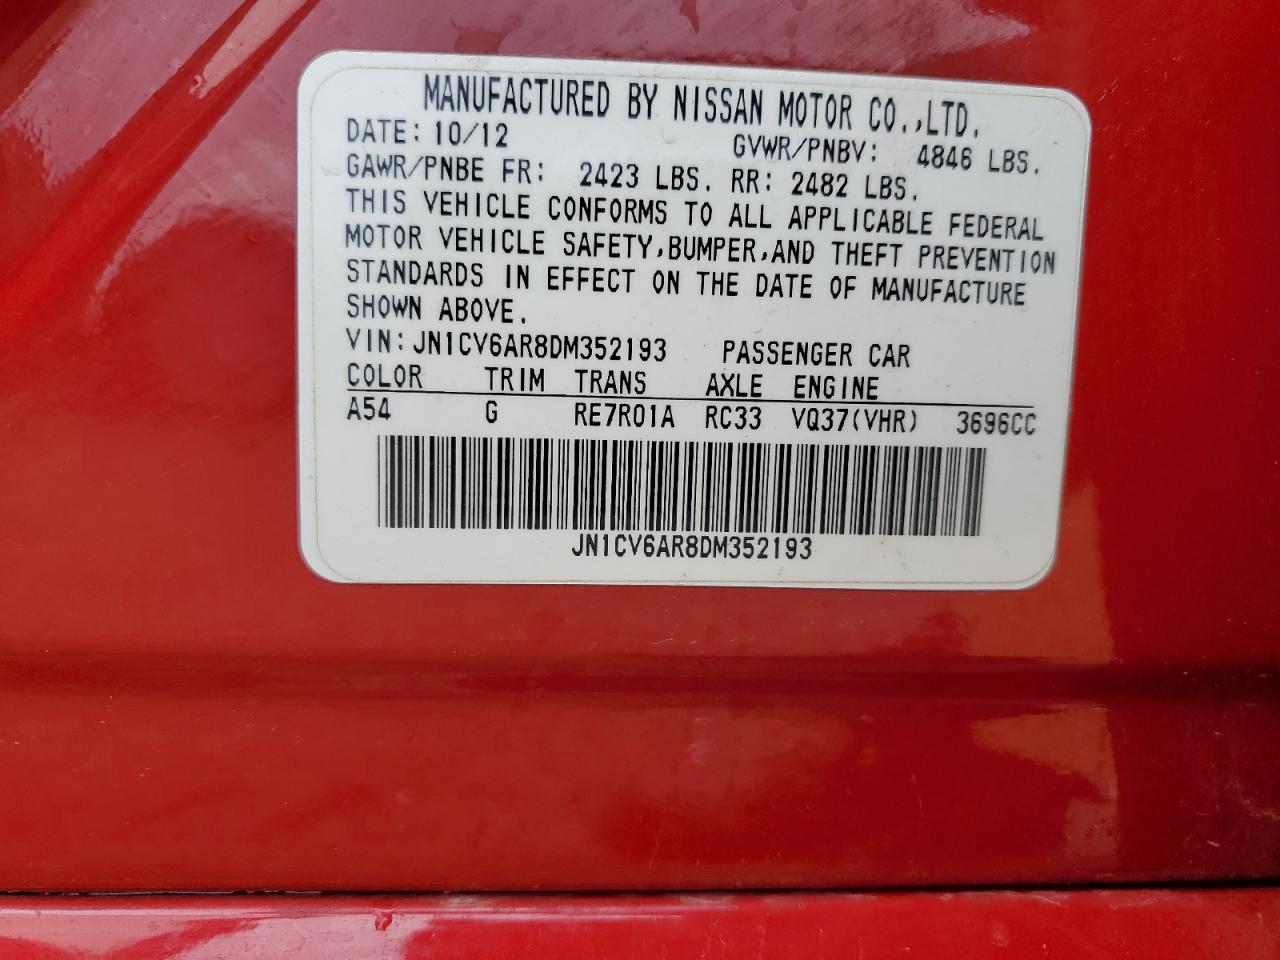 MANUFACTURED BY NISSAN MOTOR CO.,LTD.
DATE: 10/12 GVWR/PNBV: 4846 LBS.
GAWR/PNBE FR: 2423 LBS. RR: 2482 LBS.
THIS VEHICLE CONFORMS TO ALL APPLICABLE FEDERAL
MOTOR VEHICLE SAFETY,BUMPER,AND THEFT PREVENTION
STANDARDS IN EFFECT ON THE DATE OF MANUFACTURE
SHOWN ABOVE.
VIN: JN1CV6AR8DM352193 PASSENGER CAR
COLOR TRIM TRANS AXLE ENGINE
A54 G RE7R01A RC33 VQ37(VHR) 3696CC
JN1CV6AR8DM352193